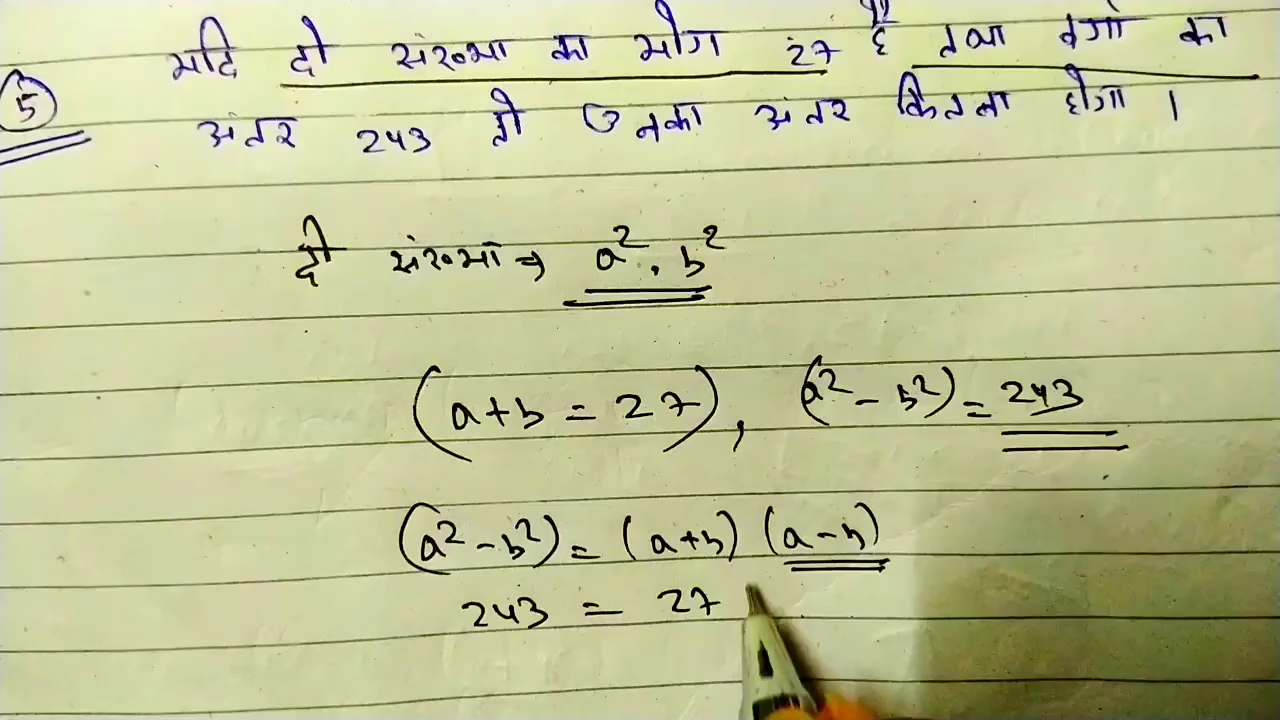 यदि दो संख्या का योग 27 है तथा वर्गो का
5 अंतर 243 तो उनका अंतर कितना होगा ।
दो संख्या ⇒ a² . b²
(a+b = 27), (a² - b²) = 243
(a² - b²) = (a+b) (a-b)
243 = 27